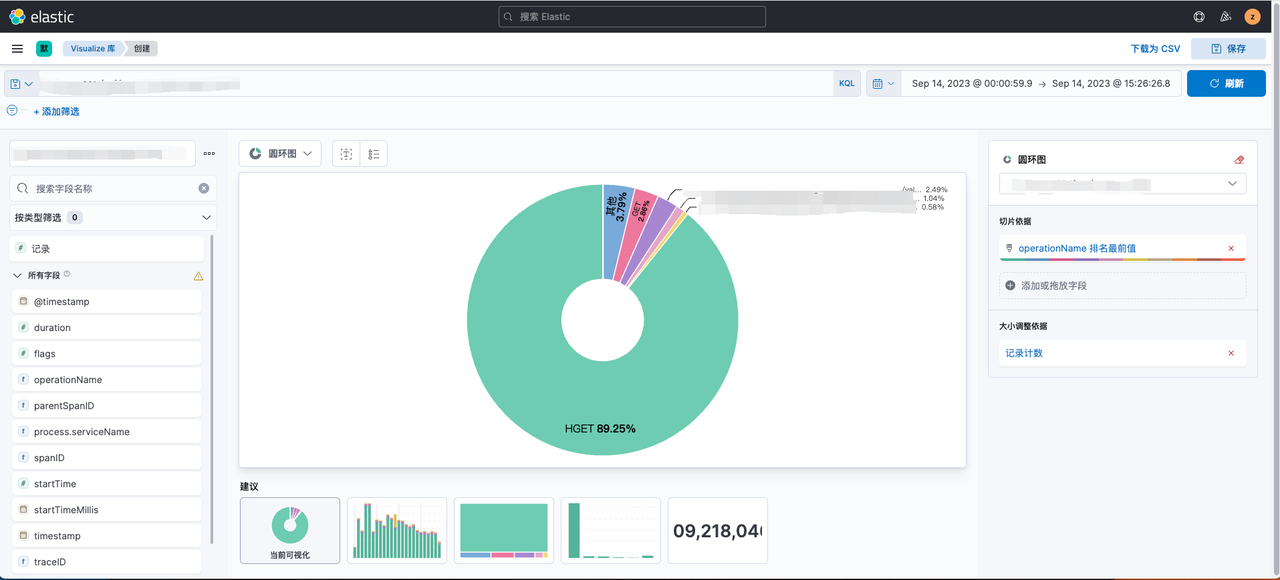 elastic
搜索 Elastic
z
默
Visualize 库
创建
下载为 CSV
保存
KQL
Sep 14, 2023 @ 00:00:59.9 → Sep 14, 2023 @ 15:26:26.8
刷新
+ 添加筛选
搜索字段名称
按类型筛选 0
记录
所有字段
@timestamp
duration
flags
operationName
parentSpanID
process.serviceName
spanID
startTime
startTimeMillis
timestamp
traceID
圆环图
其他 3.79%
GET 2.86%
/val... 2.49%
... 1.04%
0.58%
HGET 89.25%
建议
当前可视化
09,218,04
圆环图
切片依据
operationName 排名最前值
添加或拖放字段
大小调整依据
记录计数